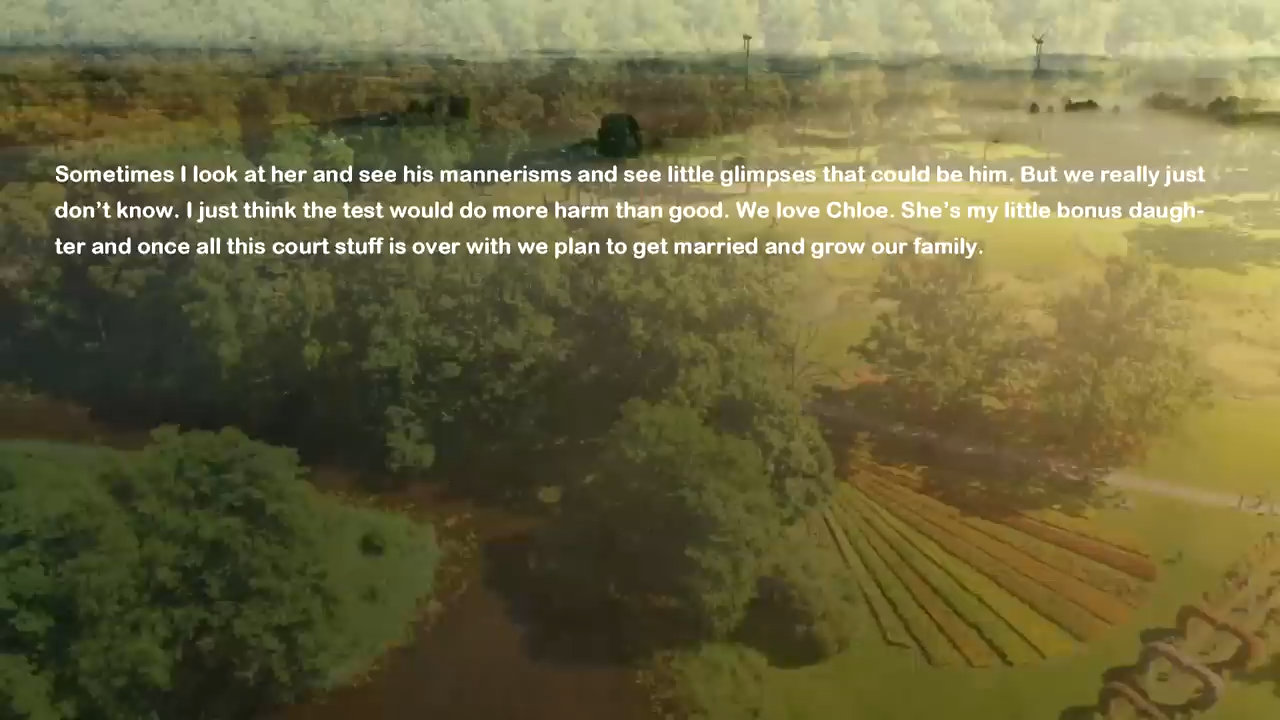 Sometimes I look at her and see his mannerisms and see little glimpses that could be him. But we really just
don’t know. I just think the test would do more harm than good. We love Chloe. She’s my little bonus daugh-
ter and once all this court stuff is over with we plan to get married and grow our family.